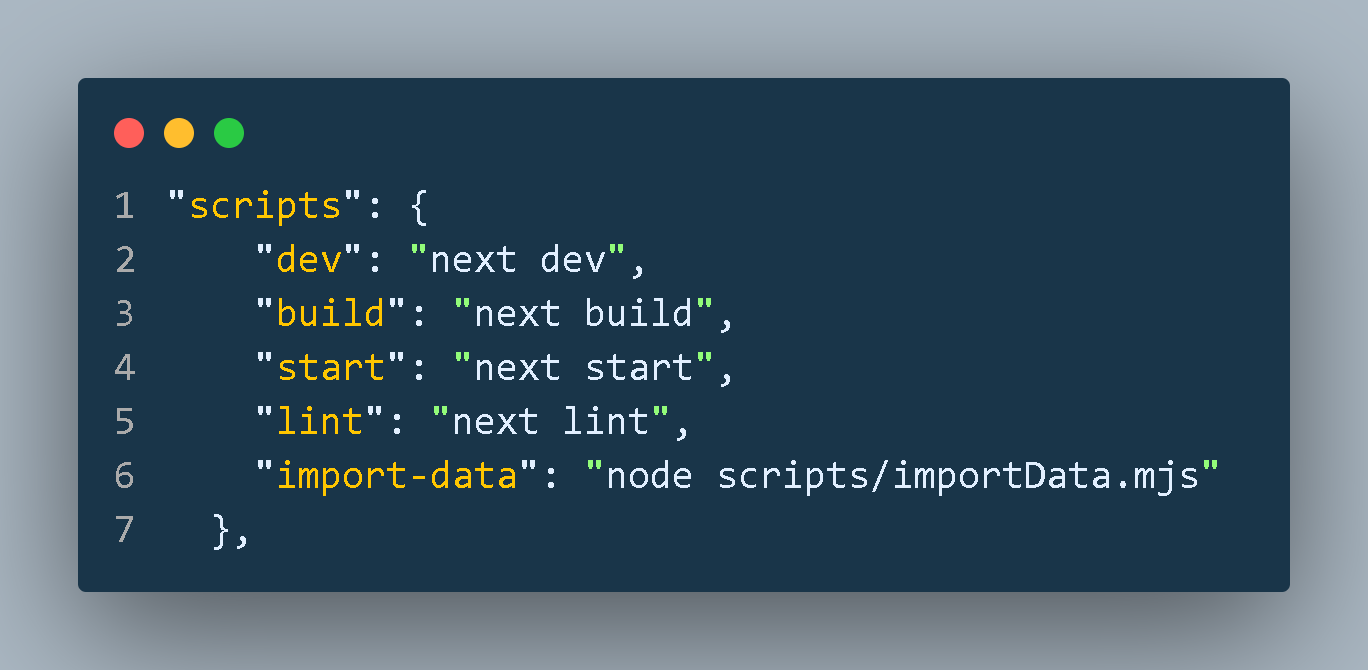 1 "scripts": {
2     "dev": "next dev",
3     "build": "next build",
4     "start": "next start",
5     "lint": "next lint",
6     "import-data": "node scripts/importData.mjs"
7   },